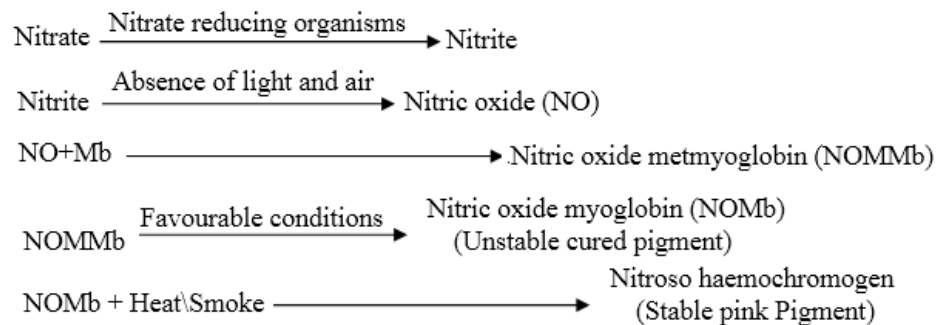 Nitrate Nitrate reducing organisms Nitrite
Nitrite Absence of light and air Nitric oxide (NO)
NO+Mb .Nitric oxide metmyoglobin (NOMMb)
NOMMb Favourable conditions Nitric oxide myoglobin (NOMb)
(Unstable cured pigment)
NOMb + Heat\Smoke Nitroso haemochromogen
(Stable pink Pigment)